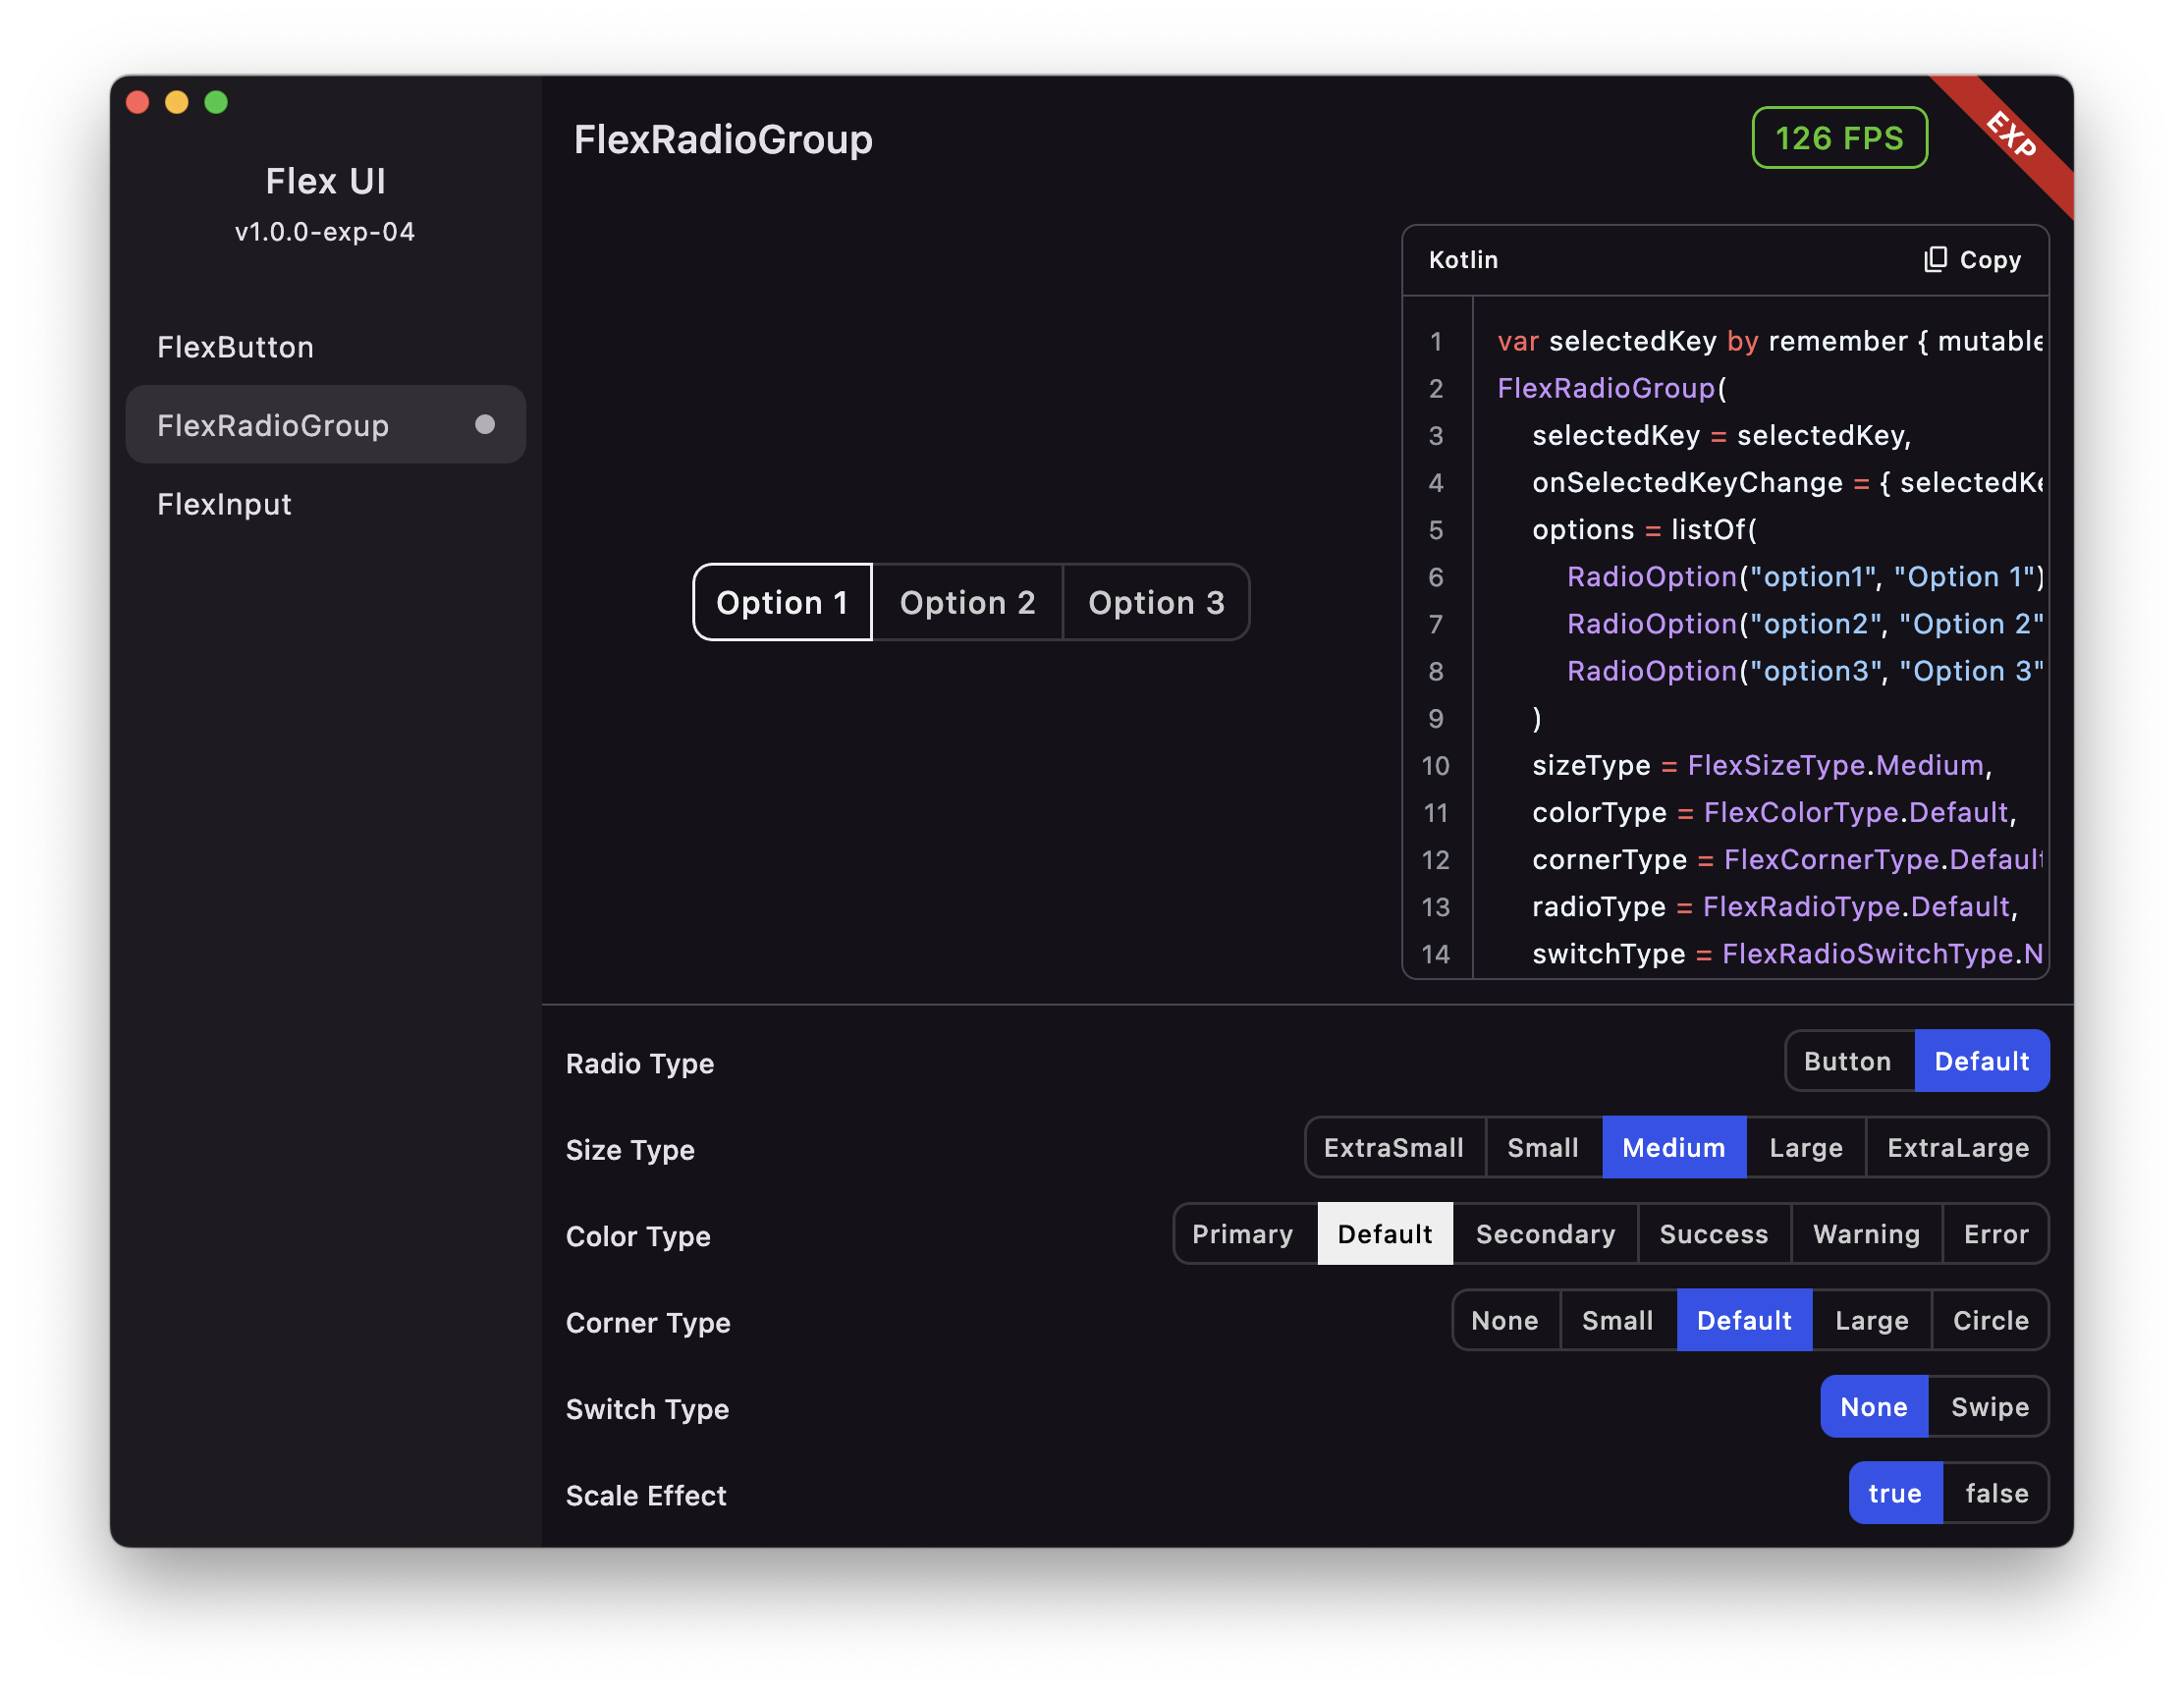 Flex UI
v1.0.0-exp-04
FlexButton
FlexRadioGroup
FlexInput
FlexRadioGroup
126 FPS
EXP
Option 1 Option 2 Option 3
Kotlin Copy
1 var selectedKey by remember { mutable
2 FlexRadioGroup(
3 selectedKey = selectedKey,
4 onSelectedKeyChange = { selectedKe
5 options = listOf(
6 RadioOption("option1", "Option 1")
7 RadioOption("option2", "Option 2"
8 RadioOption("option3", "Option 3"
9 )
10 sizeType = FlexSizeType.Medium,
11 colorType = FlexColorType.Default,
12 cornerType = FlexCornerType.Default
13 radioType = FlexRadioType.Default,
14 switchType = FlexRadioSwitchType.N
Radio Type Button Default
Size Type ExtraSmall Small Medium Large ExtraLarge
Color Type Primary Default Secondary Success Warning Error
Corner Type None Small Default Large Circle
Switch Type None Swipe
Scale Effect true false